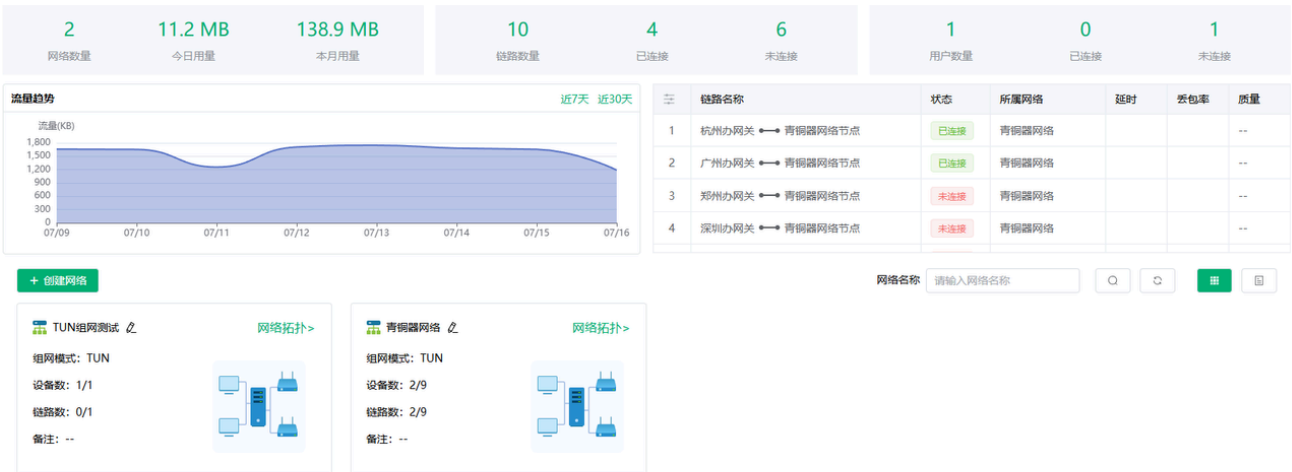 2 11.2 MB 138.9 MB 10 4 6 1 0 1
网络数量 今日用量 本月用量 链路数量 已连接 未连接 用户数量 已连接 未连接
流量趋势 近7天 近30天
流量(KB)
1,800
1,500
1,200
900
600
300
0
07/09 07/10 07/11 07/12 07/13 07/14 07/15 07/16
链路名称 状态 所属网络 延时 丢包率 质量
1 杭州办网关 青铜器网络节点 已连接 青铜器网络 --
2 广州办网关 青铜器网络节点 已连接 青铜器网络 --
3 郑州办网关 青铜器网络节点 未连接 青铜器网络 --
4 深圳办网关 青铜器网络节点 未连接 青铜器网络 --
+ 创建网络 网络名称 请输入网络名称
TUN组网测试 网络拓扑>
组网模式：TUN
设备数：1/1
链路数：0/1
备注：--
青铜器网络 网络拓扑>
组网模式：TUN
设备数：2/9
链路数：2/9
备注：--